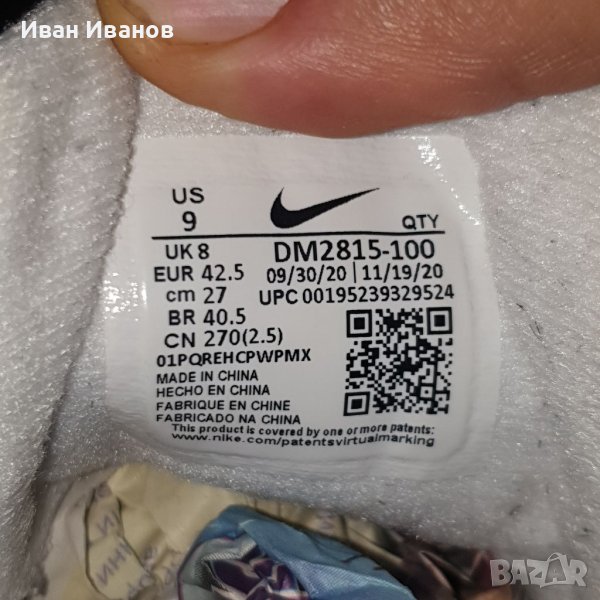 Иван Иванов
US
9
QTY
UK 8 DM2815-100
EUR 42.5 09/30/20 | 11/19/20
cm 27 UPC 00195239329524
BR 40.5
CN 270(2.5)
01PQREHCPWPMX
MADE IN CHINA
HECHO EN CHINA
FABRIQUE EN CHINE
FABRICADO NA CHINA
This product is covered by one or more patents:
www.nike.com/patentsvirtualmarking
BAZAR